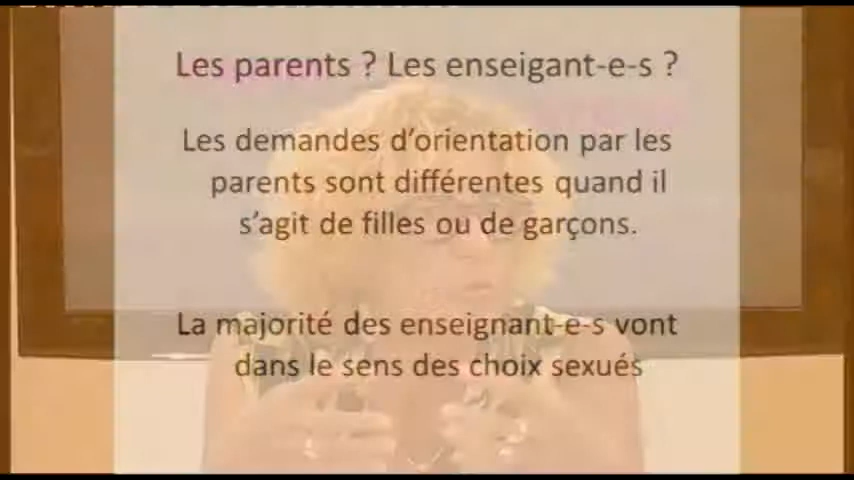 Les parents ? Les enseigant-e-s ?
Les demandes d'orientation par les
parents sont différentes quand il
s'agit de filles ou de garçons.
La majorité des enseignant-e-s vont
dans le sens des choix sexués